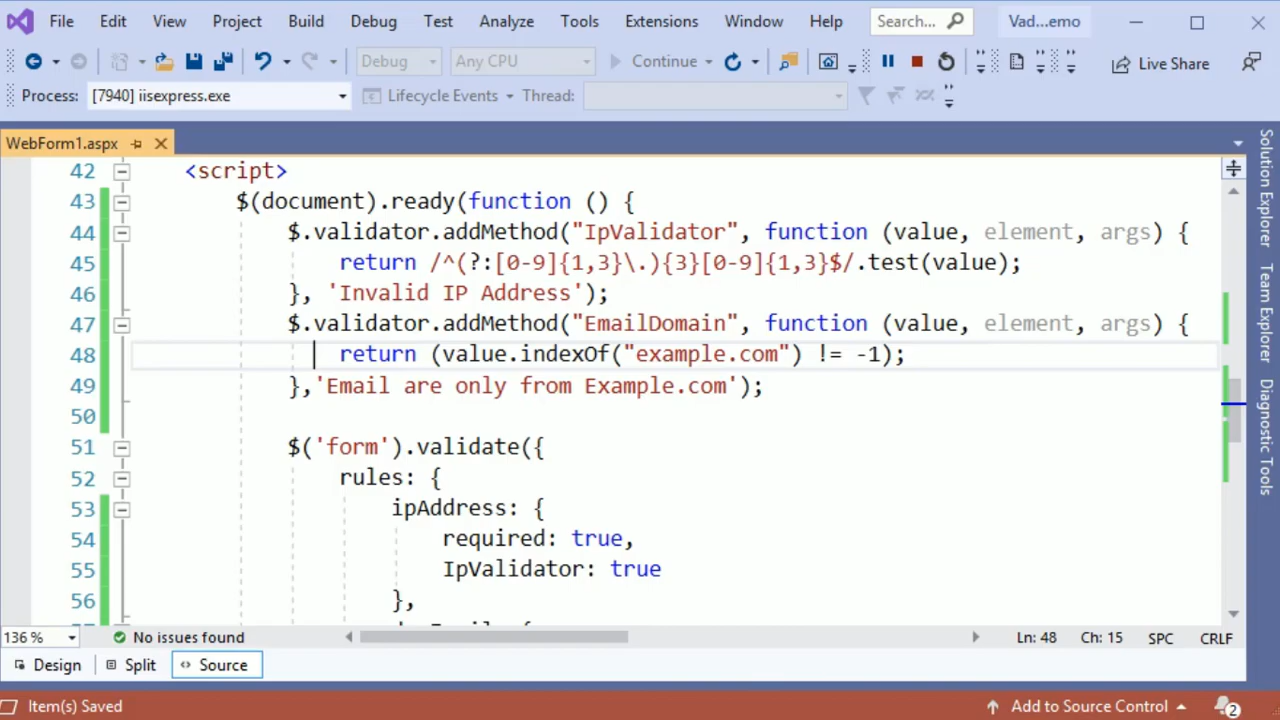 File Edit View Project Build Debug Test Analyze Tools Extensions Window Help Search... Vad...emo
Debug Any CPU Continue Live Share
Process: [7940] iisexpress.exe Lifecycle Events Thread:
WebForm1.aspx
42 <script>
43 $(document).ready(function () {
44 $.validator.addMethod("IpValidator", function (value, element, args) {
45 return /^(?:[0-9]{1,3}\.){3}[0-9]{1,3}$/.test(value);
46 }, 'Invalid IP Address');
47 $.validator.addMethod("EmailDomain", function (value, element, args) {
48 return (value.indexOf("example.com") != -1);
49 },'Email are only from Example.com');
50
51 $('form').validate({
52 rules: {
53 ipAddress: {
54 required: true,
55 IpValidator: true
56 },
Solution Explorer
Team Explorer
Diagnostic Tools
136 % No issues found Ln: 48 Ch: 15 SPC CRLF
Design Split Source
Item(s) Saved Add to Source Control 2